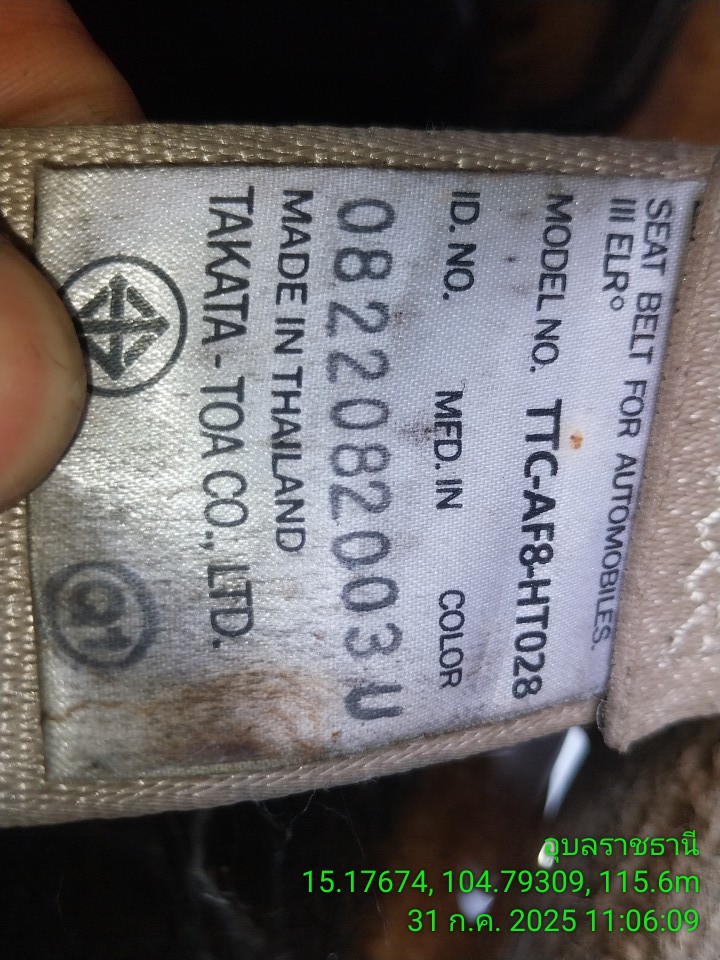 SEAT BELT FOR AUTOMOBILES.
III ELR°
MODEL NO. TTC-AF8-HT028
ID. NO. MED. IN COLOR
0822082003U
MADE IN THAILAND
TAKATA - TOA CO., LTD.
อุบลราชธานี
15.17674, 104.79309, 115.6m
31 ก.ค. 2025 11:06:09